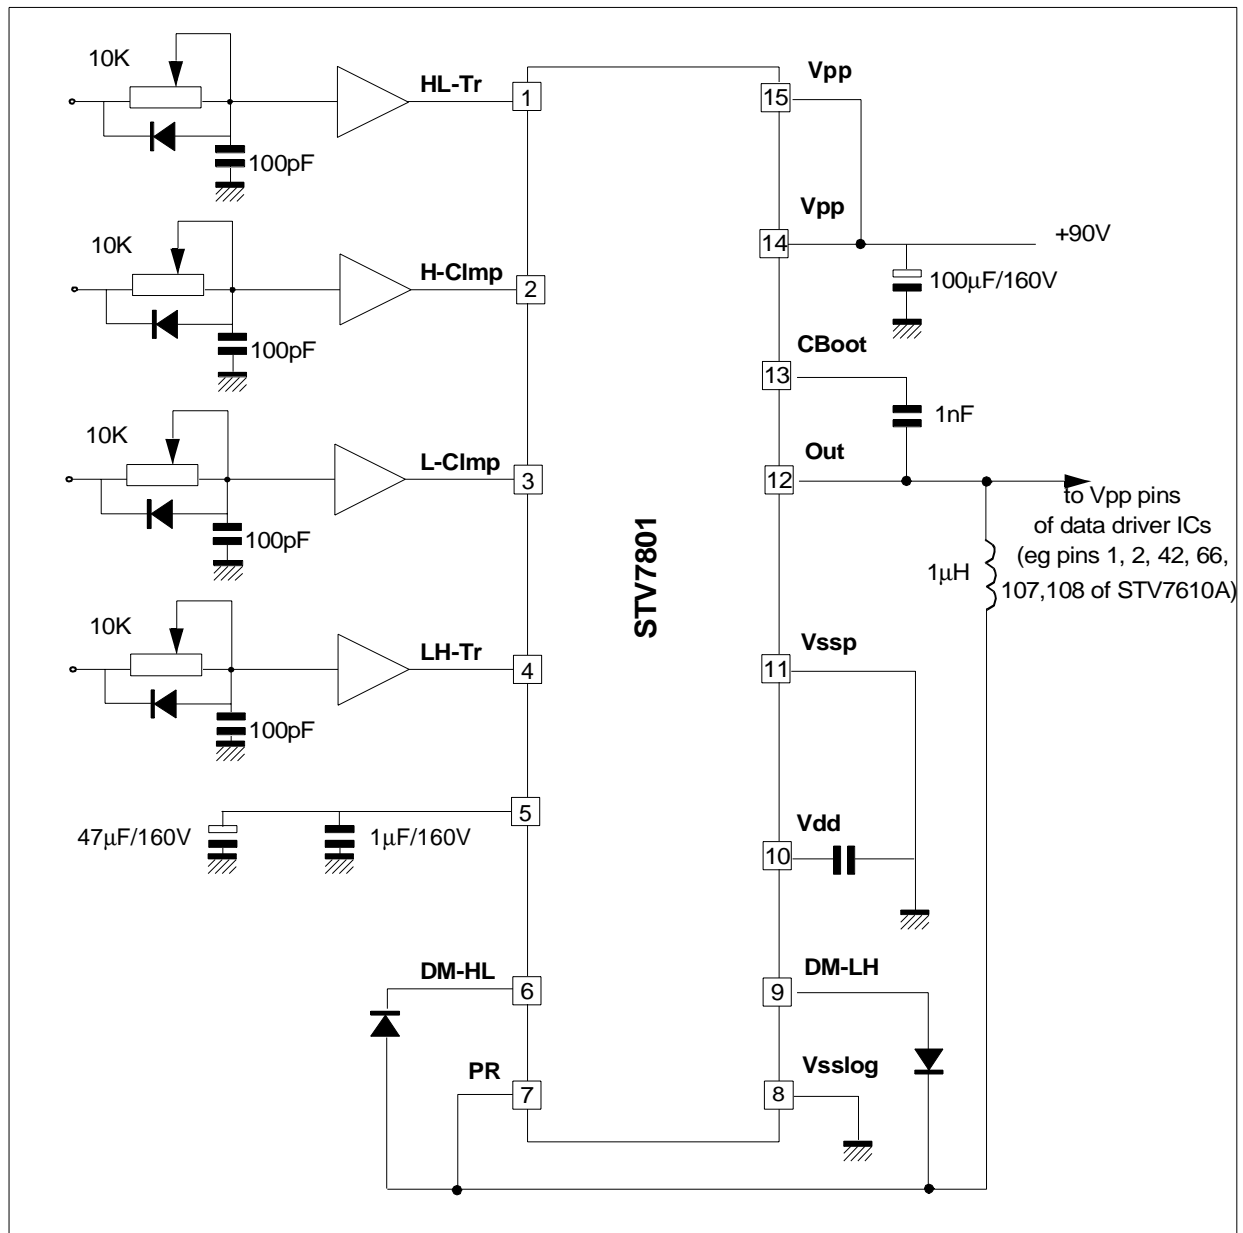 10K
HL-Tr
1
100pF
10K
H-Clmp
2
100pF
10K
L-Clmp
3
100pF
10K
LH-Tr
4
100pF
47µF/160V
1µF/160V
5
DM-HL
6
PR
7
STV7801
Vpp
15
Vpp
14
+90V
100µF/160V
CBoot
13
1nF
Out
12
to Vpp pins
of data driver ICs
(eg pins 1, 2, 42, 66,
107,108 of STV7610A)
1µH
Vssp
11
Vdd
10
DM-LH
9
Vsslog
8